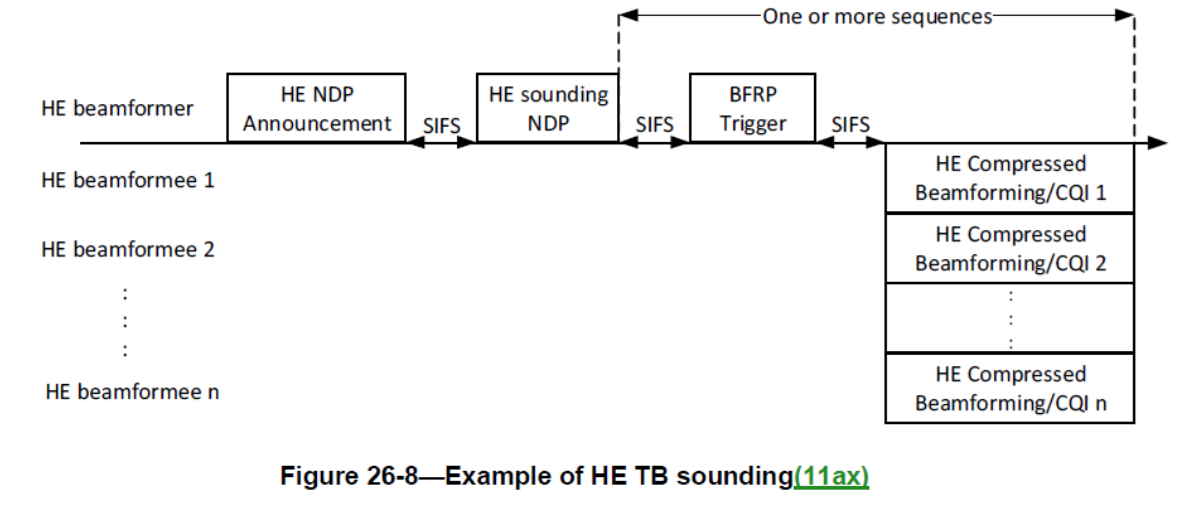 One or more sequences
HE beamformer
HE NDP
Announcement
SIFS
HE sounding
NDP
SIFS
BFRP
Trigger
SIFS
HE beamformee 1
HE Compressed
Beamforming/CQI 1
HE beamformee 2
HE Compressed
Beamforming/CQI 2
:
:
:
:
:
:
HE beamformee n
HE Compressed
Beamforming/CQI n
Figure 26-8—Example of HE TB sounding(11ax)